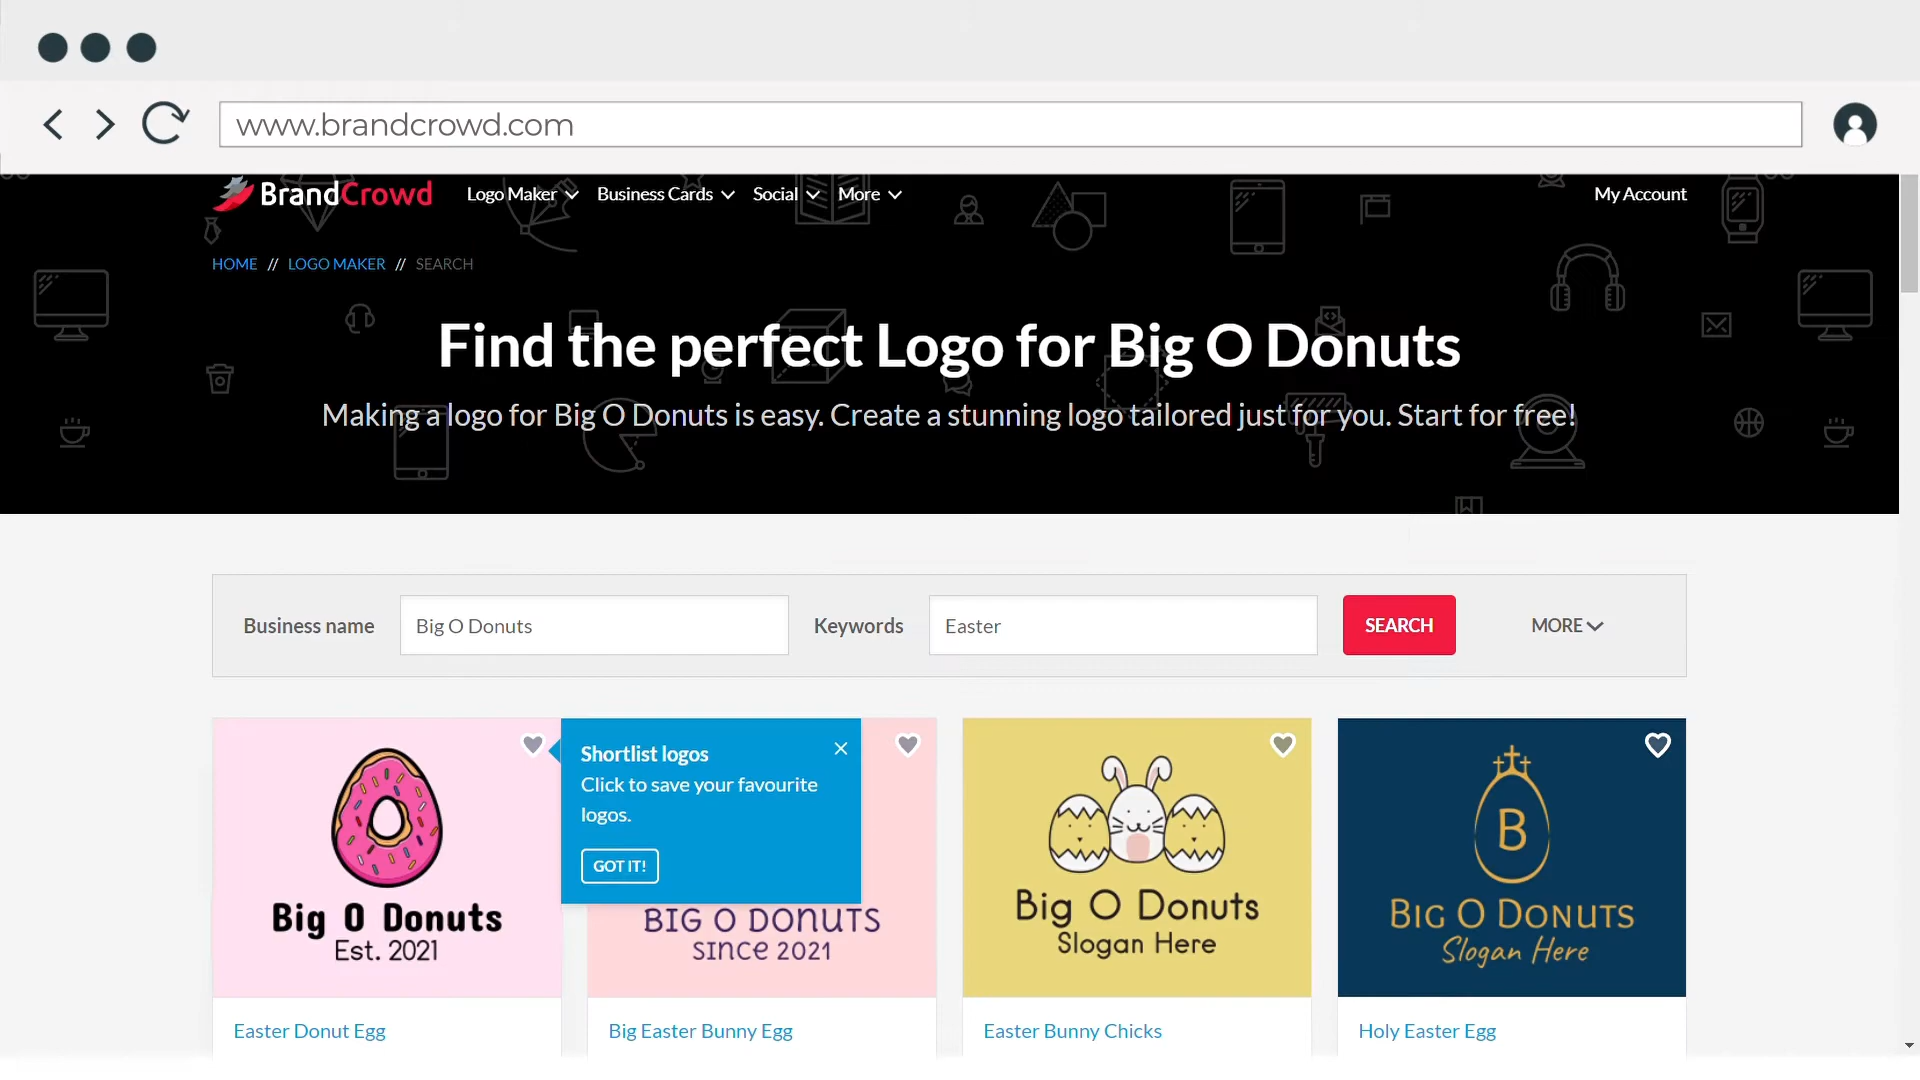 www.brandcrowd.com
BrandCrowd Logo Maker Business Cards Social More My Account
HOME // LOGO MAKER // SEARCH
Find the perfect Logo for Big O Donuts
Making a logo for Big O Donuts is easy. Create a stunning logo tailored just for you. Start for free!
Business name Big O Donuts Keywords Easter SEARCH MORE
Big O Donuts
Est. 2021
Easter Donut Egg
Shortlist logos
Click to save your favourite
logos.
GOT IT!
BIG O DONUTS
SINCE 2021
Big Easter Bunny Egg
Big O Donuts
Slogan Here
Easter Bunny Chicks
B
BIG O DONUTS
Slogan Here
Holy Easter Egg